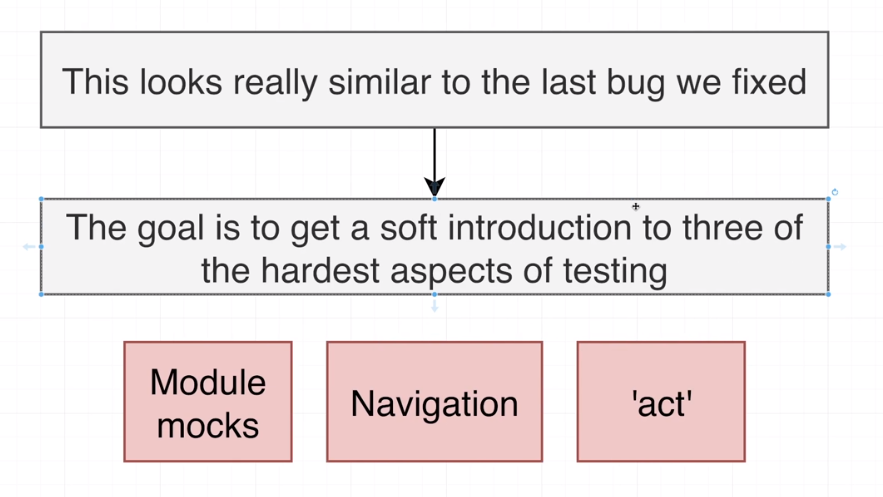 This looks really similar to the last bug we fixed
The goal is to get a soft introduction to three of
the hardest aspects of testing
Module
mocks
Navigation
'act'